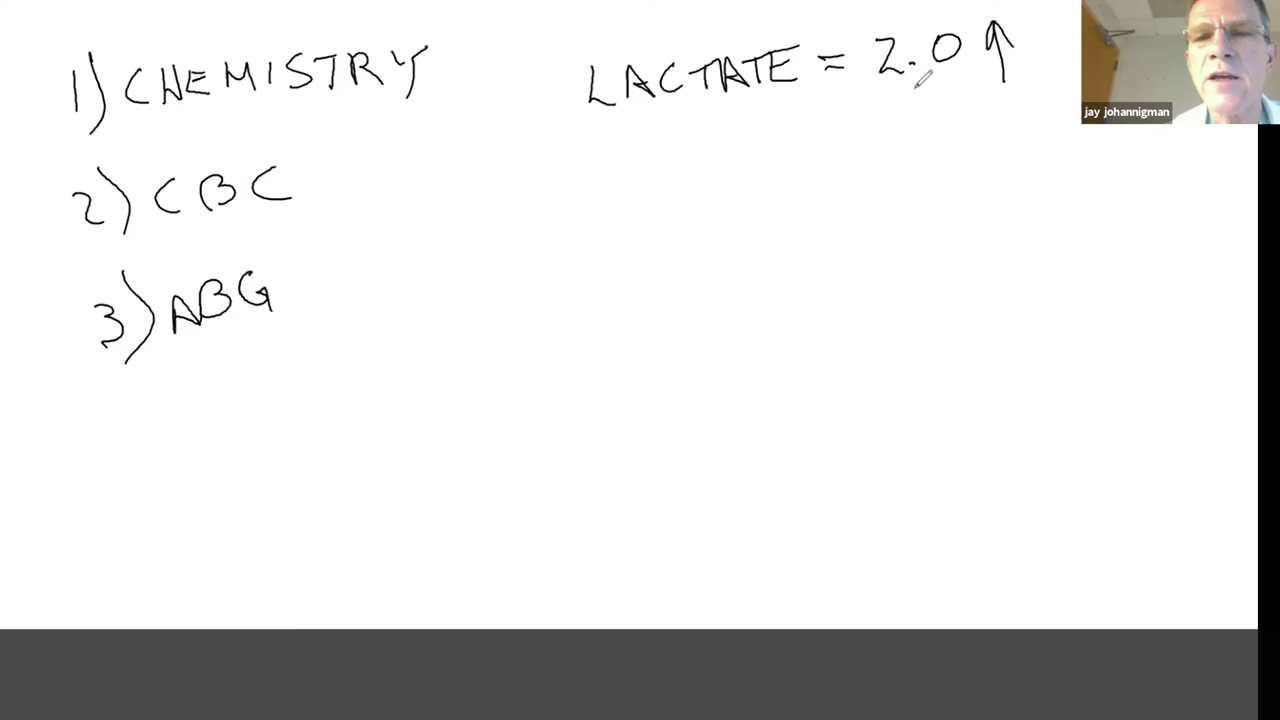 1) CHEMISTRY
LACTATE = 2.0 ↑
jay johannigman
2) CBC
3) ABG